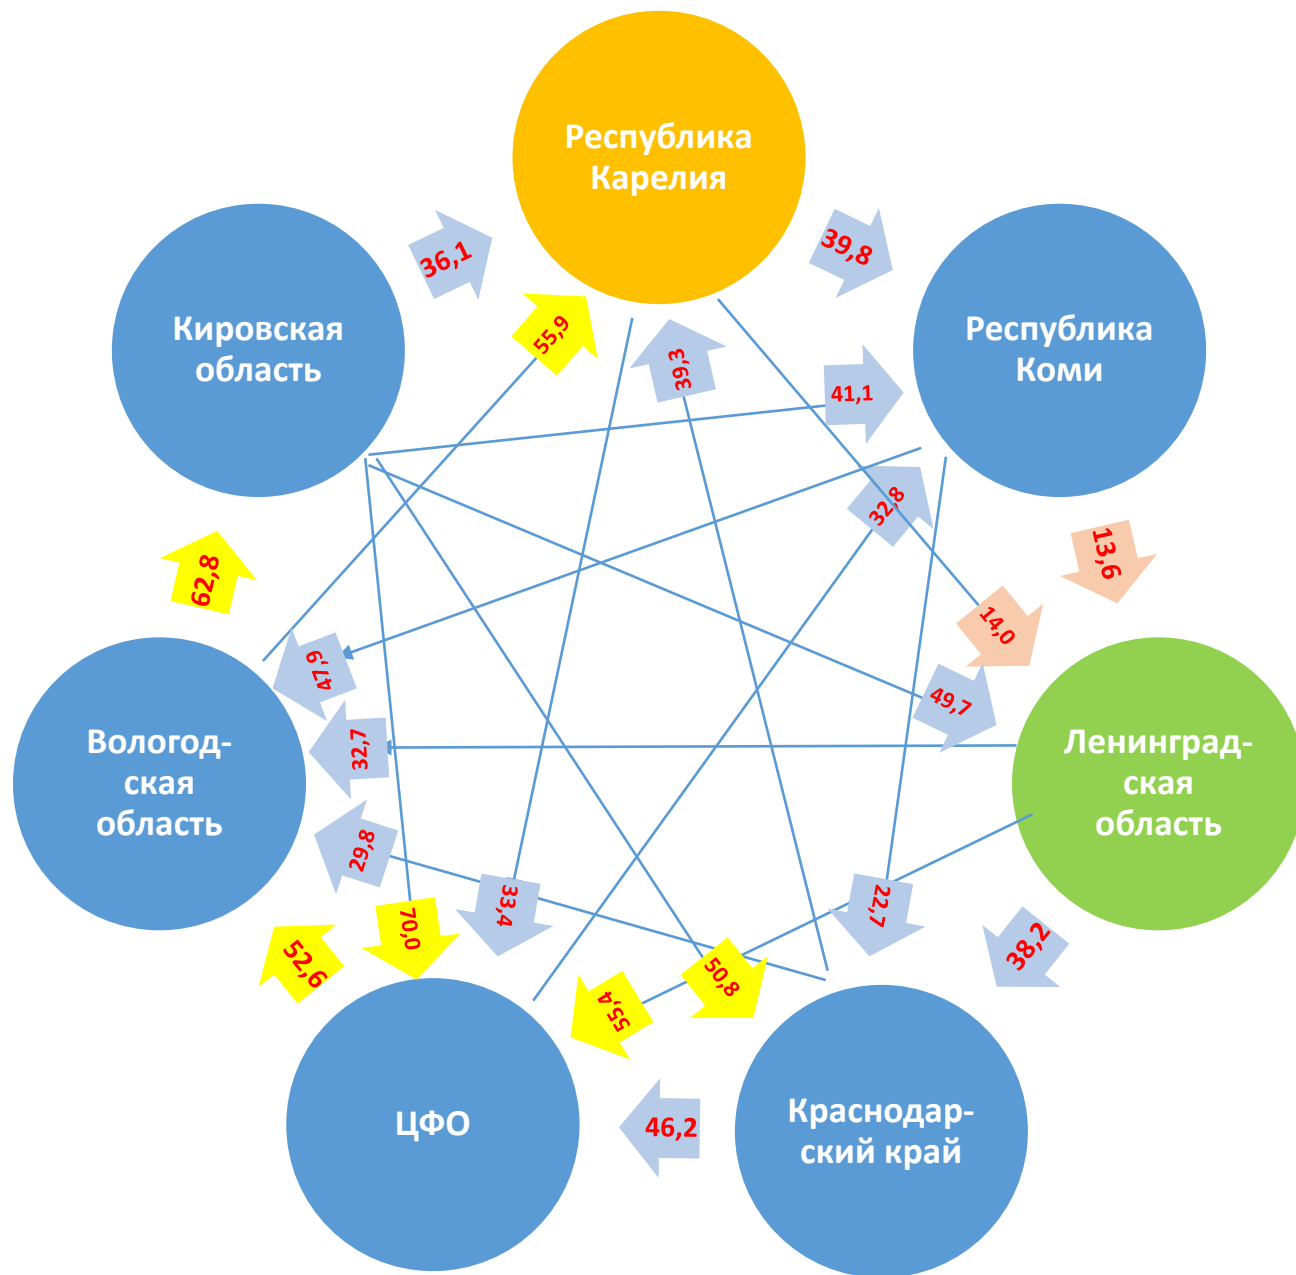 Республика
Карелия
36,1
39,8
Кировская
область
55,9
39,3
Республика
Коми
41,1
32,8
62,8
13,6
14,0
47,9
49,7
Вологод-
ская
область
32,7
Ленинград-
ская
область
29,8
70,0
33,4
22,7
52,6
38,2
50,8
55,4
ЦФО
46,2
Краснодар-
ский край